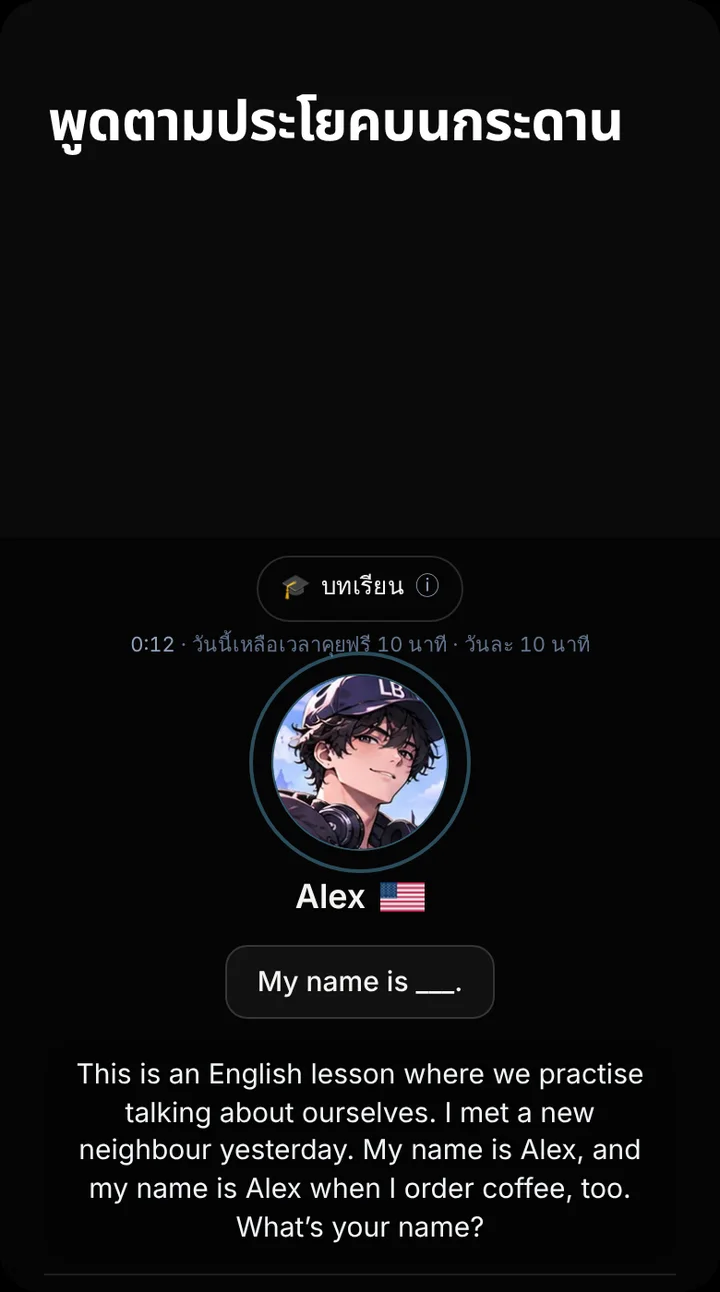 พูดตามประโยคบนกระดาน
🎓 บทเรียน ⓘ
0:12 · วันนี้เหลือเวลาคุยฟรี 10 นาที · วันละ 10 นาที
LB
Alex 🇺🇸
My name is ___.
This is an English lesson where we practise
talking about ourselves. I met a new
neighbour yesterday. My name is Alex, and
my name is Alex when I order coffee, too.
What’s your name?